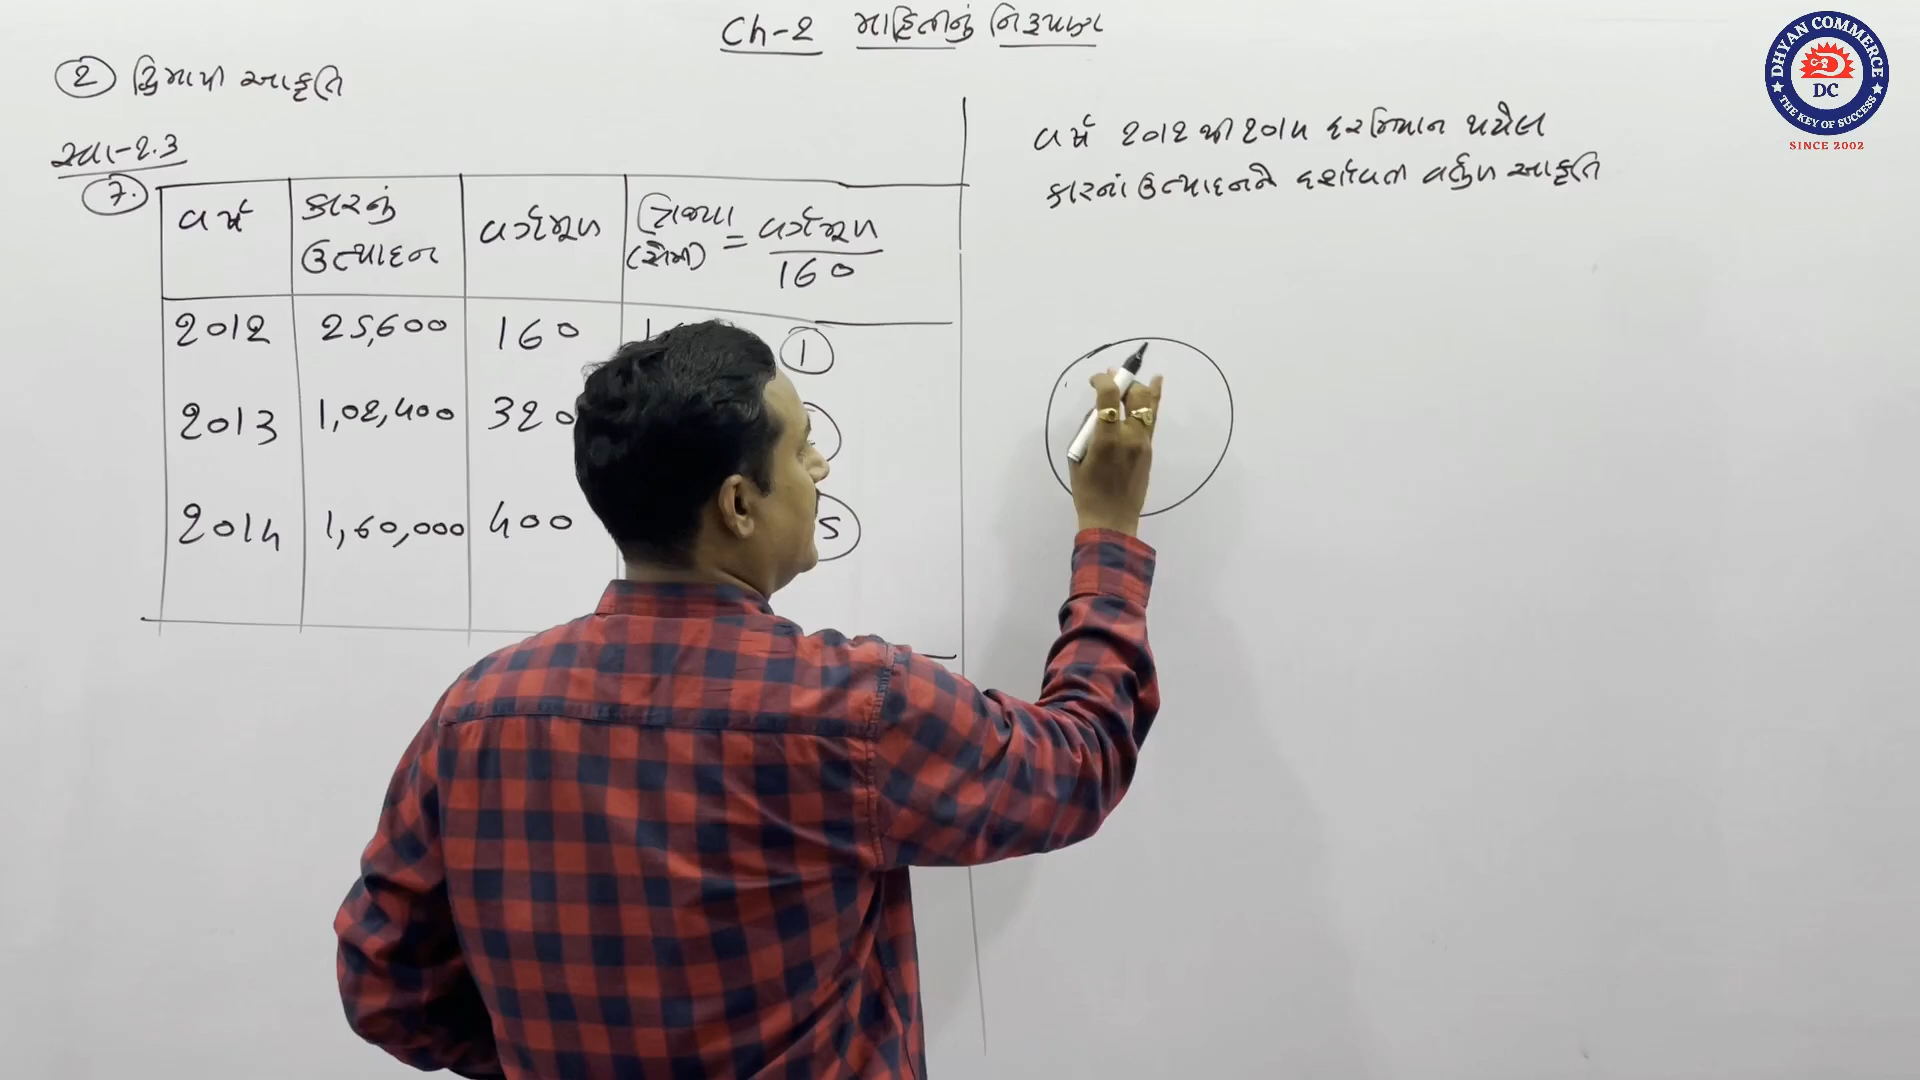 Ch-2 માહિતીનું નિરૂપણ
② દ્વિમાપી આકૃતિ
સ્વા-2.3
7.
વર્ષ
કારનું ઉત્પાદન
વર્ગમૂળ
ત્રિજ્યા (સેમી) = વર્ગમૂળ / 160
2012 25,600 160 1
2013 1,02,400 320
2014 1,60,000 400 5
વર્ષ 2012 થી 2014 દરમિયાન થયેલ
કારનાં ઉત્પાદનને દર્શાવતી વર્તુળ આકૃતિ
DHYAN COMMERCE
DC
THE KEY OF SUCCESS
SINCE 2002